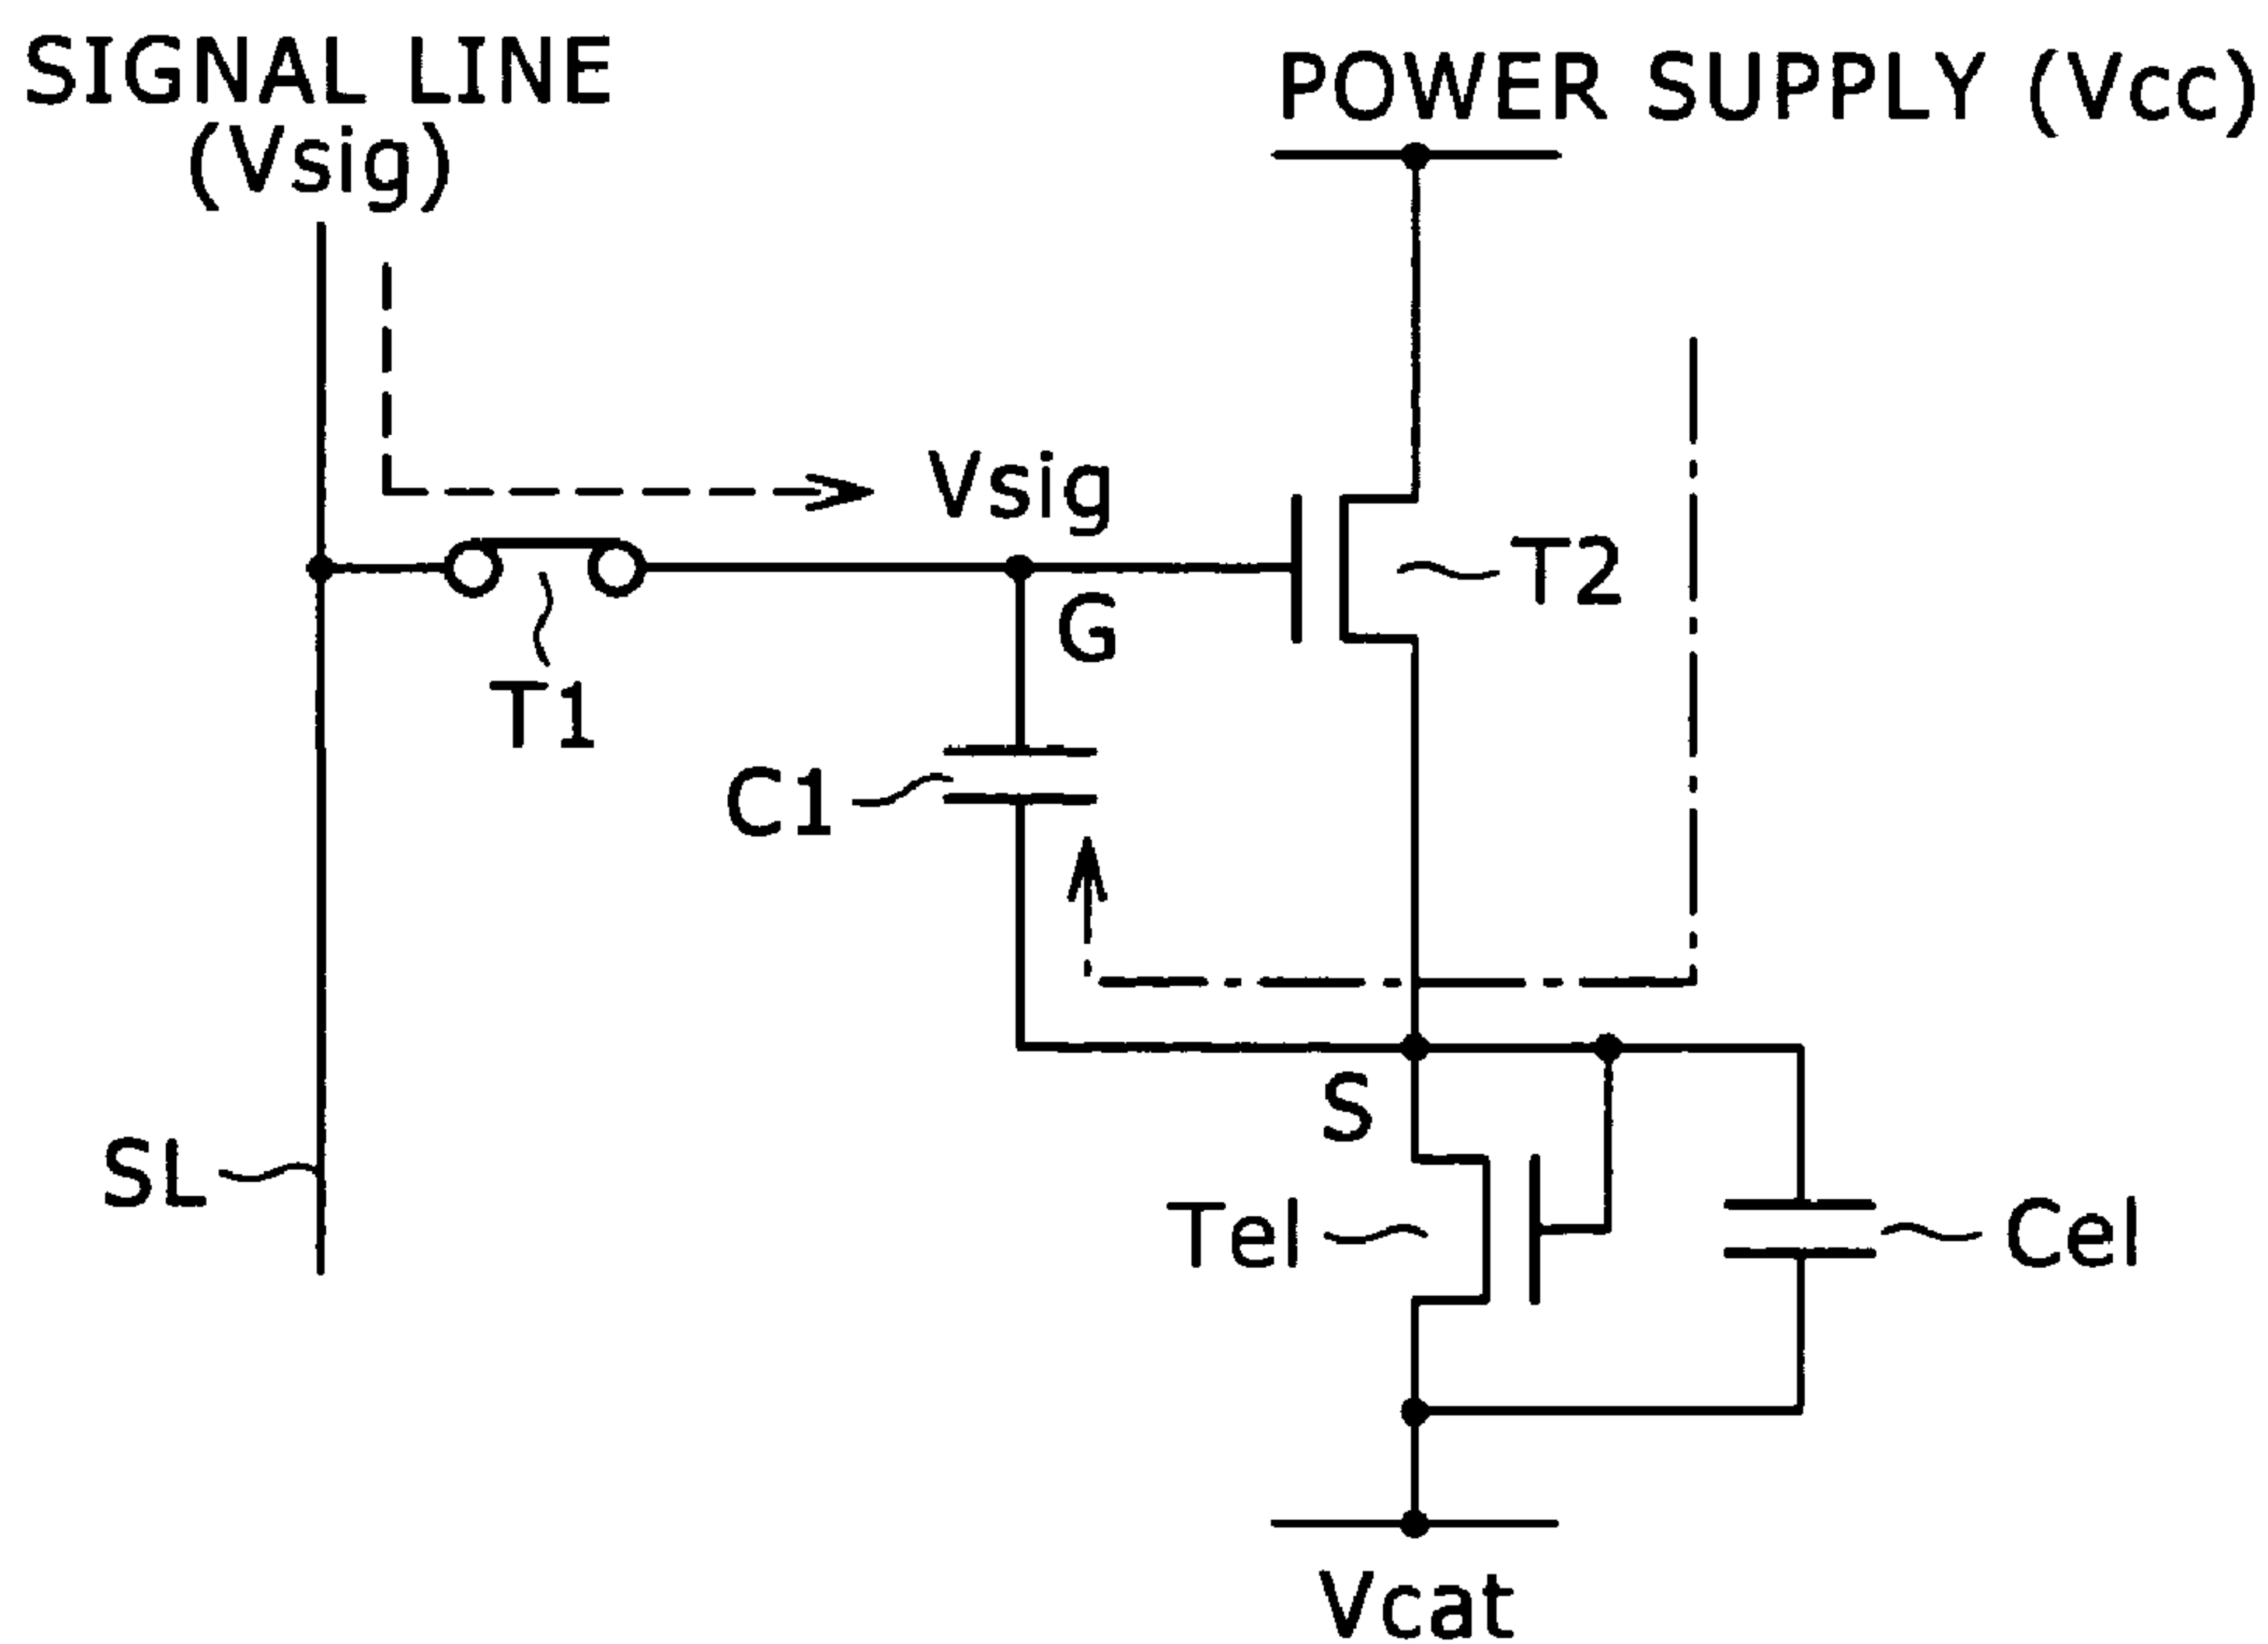 SIGNAL LINE
(Vsig)
POWER SUPPLY (Vcc)
Vsig
T2
G
T1
C1
S
SL
Tel
Cel
Vcat